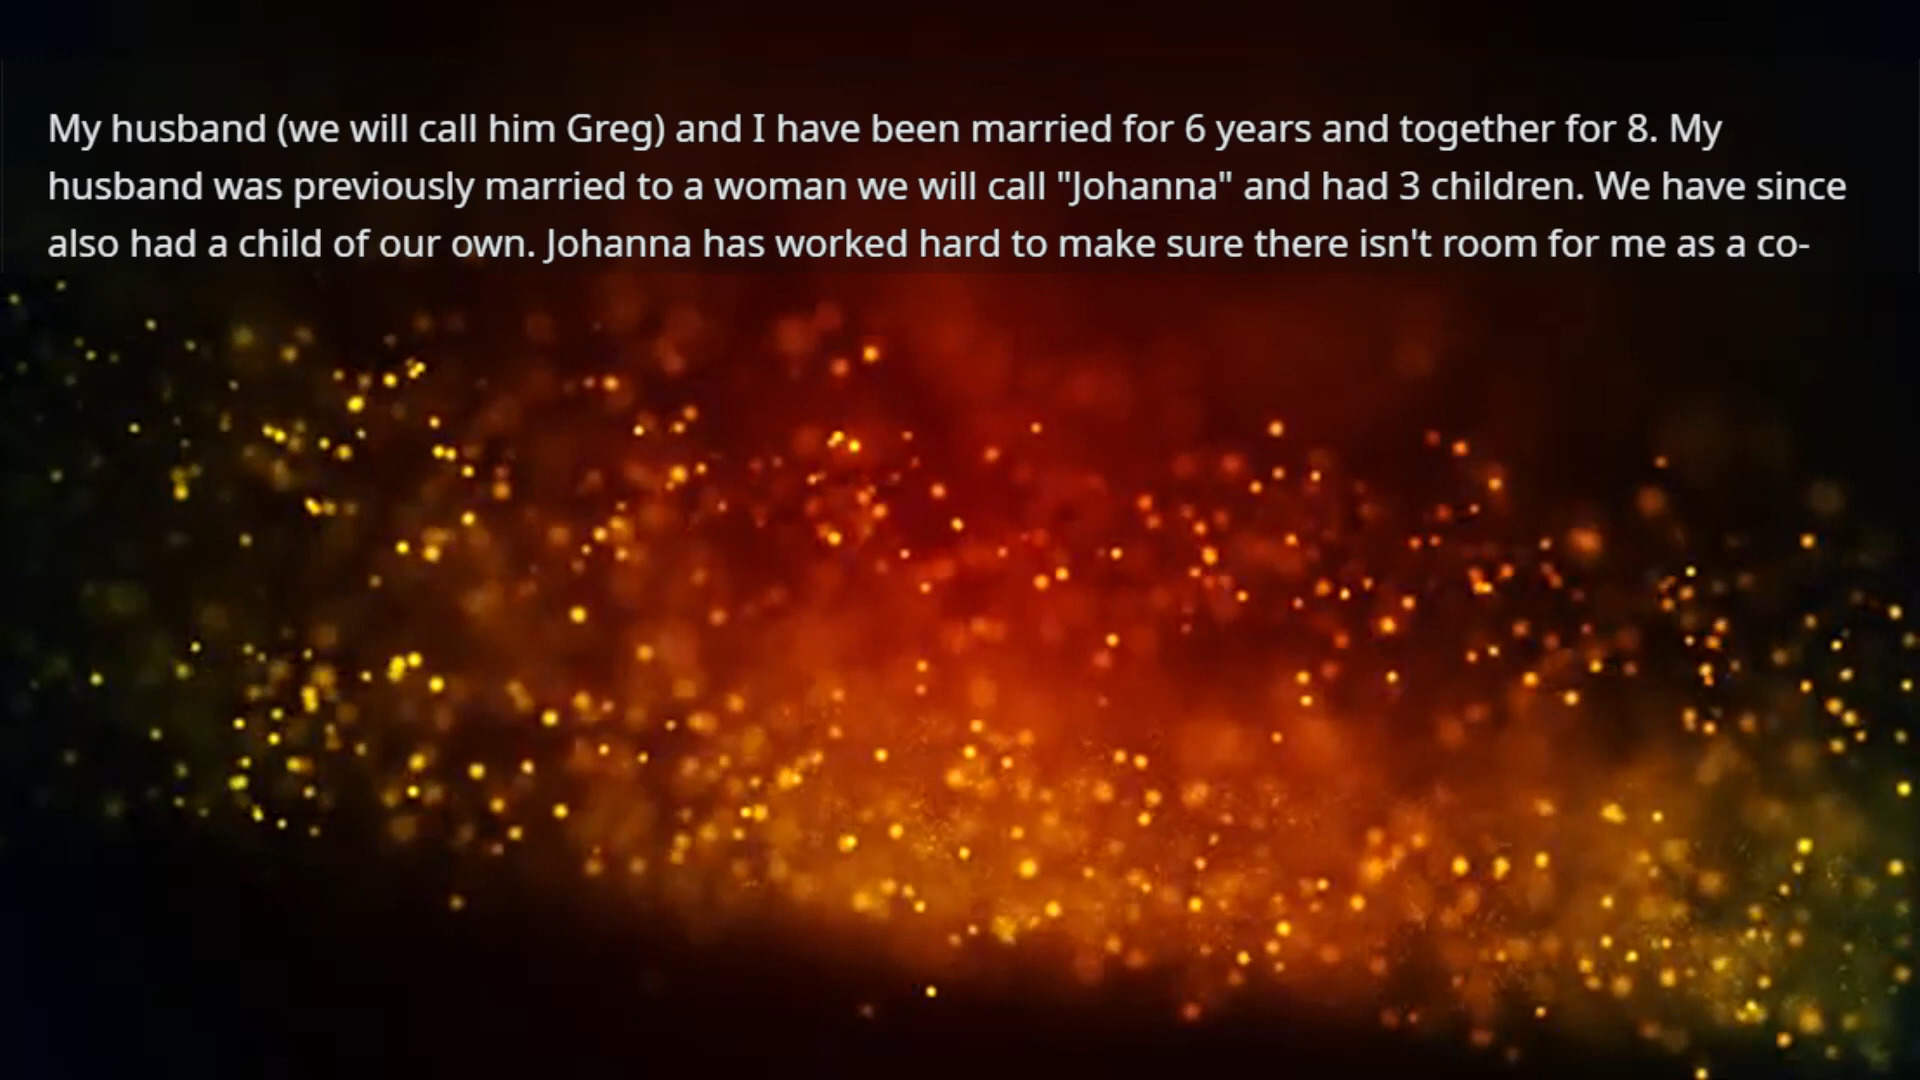 My husband (we will call him Greg) and I have been married for 6 years and together for 8. My
husband was previously married to a woman we will call "Johanna" and had 3 children. We have since
also had a child of our own. Johanna has worked hard to make sure there isn't room for me as a co-